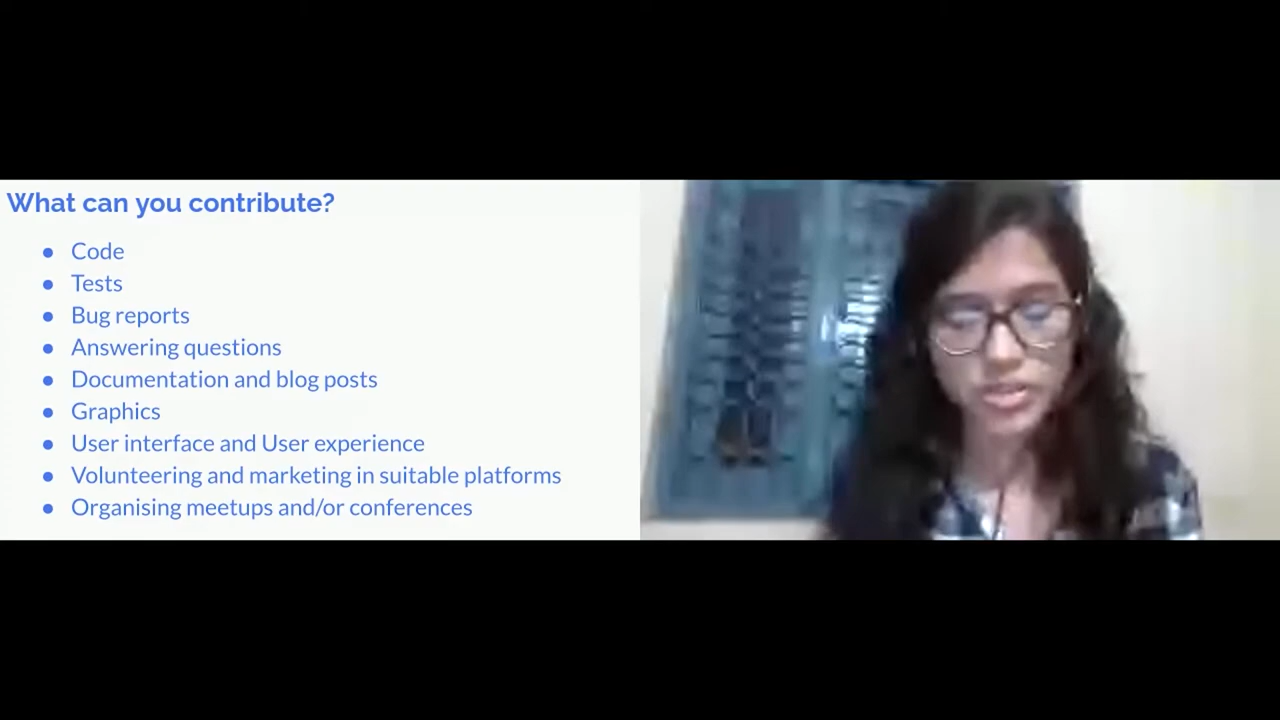 What can you contribute?
● Code
● Tests
● Bug reports
● Answering questions
● Documentation and blog posts
● Graphics
● User interface and User experience
● Volunteering and marketing in suitable platforms
● Organising meetups and/or conferences